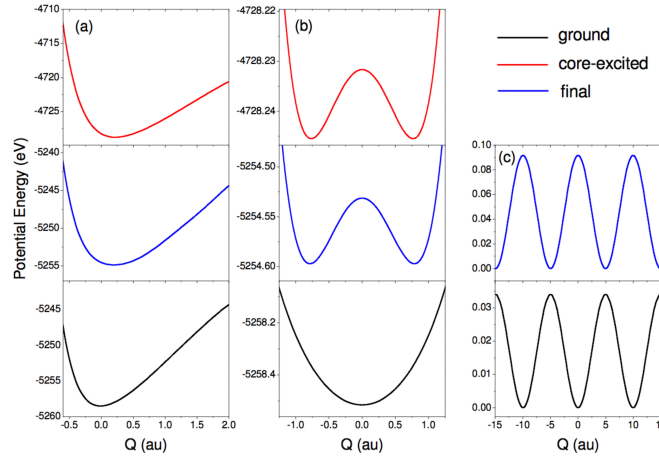 (a)
-4710
-4715
-4720
-4725
-5240
-5245
-5250
-5255
-5245
-5250
-5255
-5260
-0.5 0.0 0.5 1.0 1.5 2.0
Q (au)
Potential Energy (eV)
(b)
-4728.22
-4728.23
-4728.24
-5254.50
-5254.55
-5254.60
-5258.2
-5258.4
-1.0 -0.5 0.0 0.5 1.0
Q (au)
ground
core-excited
final
(c)
0.10
0.08
0.06
0.04
0.02
0.00
0.03
0.02
0.01
0.00
-15 -10 -5 0 5 10 15
Q (au)